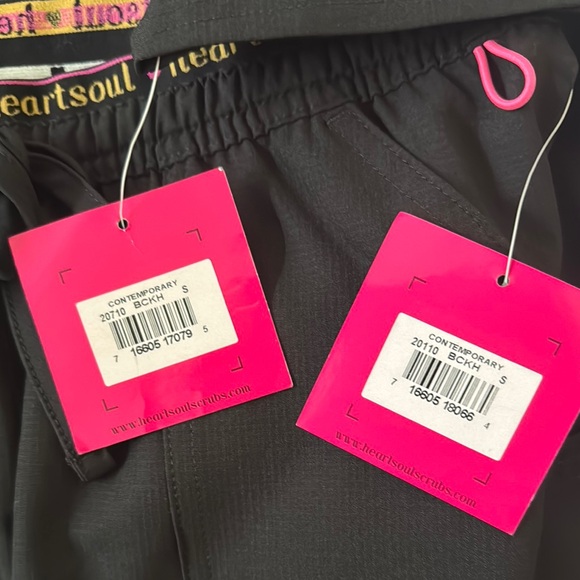 heartsoul heart
CONTEMPORARY
20710 BCKH S
7 16605 17079 5
www.heartsoulscrubs.com
CONTEMPORARY
20110 BCKH S
7 16605 18066 4
www.heartsoulscrubs.com